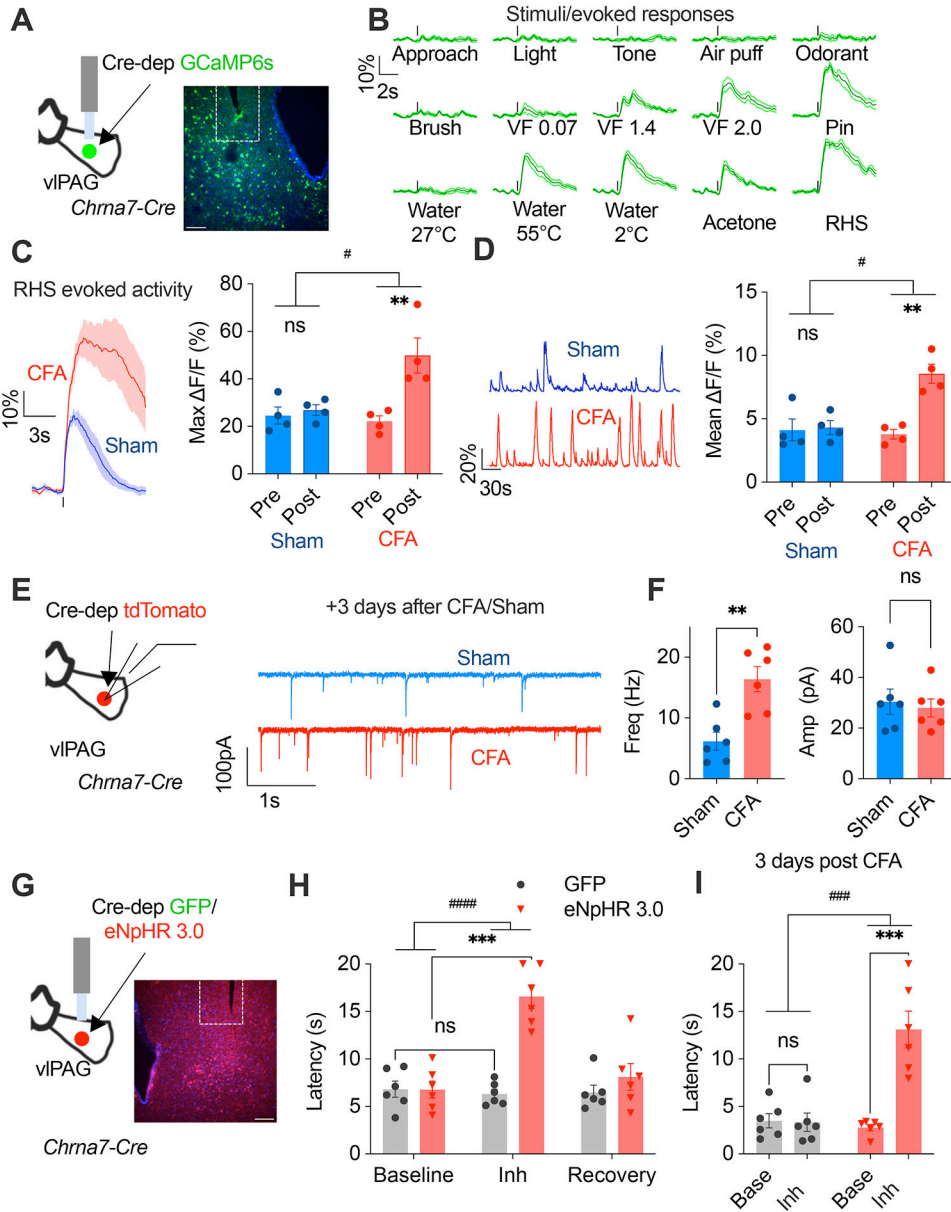 A
Cre-dep GCaMP6s
vlPAG
Chrna7-Cre
B
Stimuli/evoked responses
10%
2s
Approach Light Tone Air puff Odorant
Brush VF 0.07 VF 1.4 VF 2.0 Pin
Water 27°C Water 55°C Water 2°C Acetone RHS
C
RHS evoked activity
CFA
10%
3s
Sham
Max ΔF/F (%)
80
60
40
20
0
#
ns
**
Pre Post Pre Post
Sham CFA
D
Sham
CFA
20%
30s
Mean ΔF/F (%)
15
10
5
0
#
ns
**
Pre Post Pre Post
Sham CFA
E
Cre-dep tdTomato
vlPAG
Chrna7-Cre
+3 days after CFA/Sham
Sham
CFA
100pA
1s
F
Freq (Hz)
20
10
0
**
Sham CFA
Amp (pA)
60
40
20
0
ns
Sham CFA
G
Cre-dep GFP/
eNpHR 3.0
vlPAG
Chrna7-Cre
H
GFP
eNpHR 3.0
####
***
ns
Latency (s)
20
15
10
5
0
Baseline Inh Recovery
I
3 days post CFA
###
***
ns
Latency (s)
20
15
10
5
0
Base Inh Base Inh